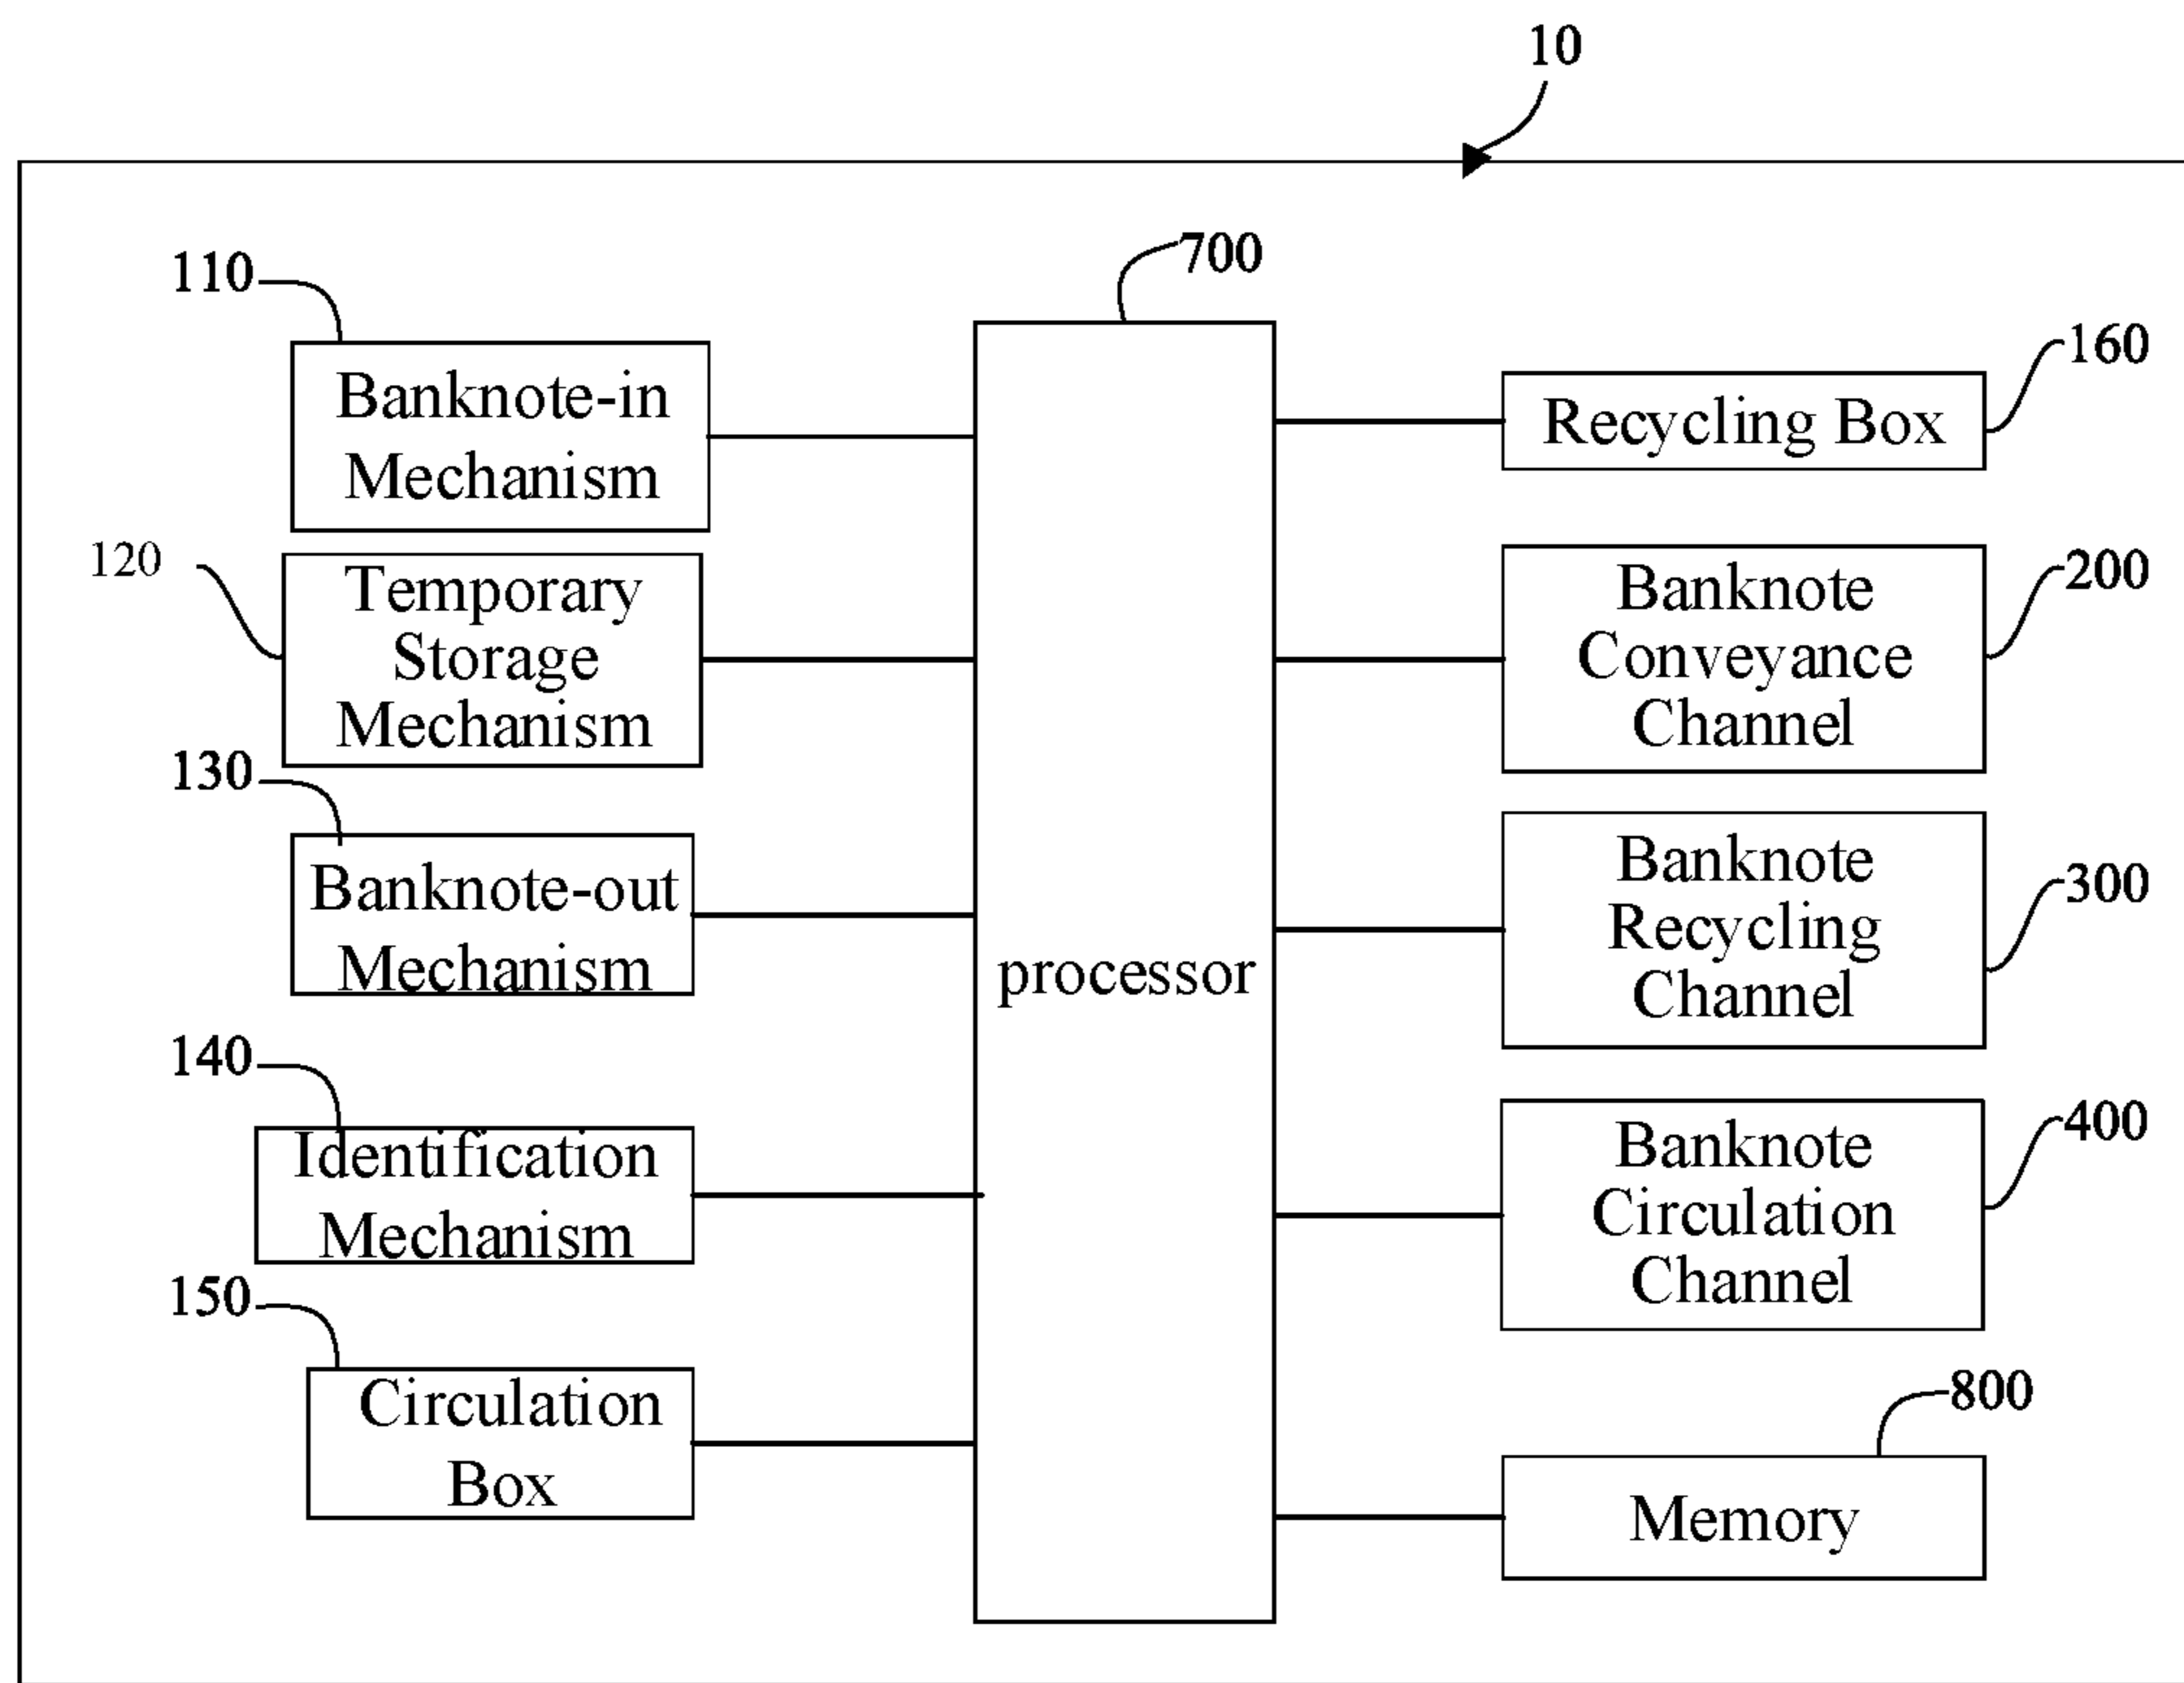 10
700
110
Banknote-in
Mechanism
120
Temporary
Storage
Mechanism
130
Banknote-out
Mechanism
140
Identification
Mechanism
150
Circulation
Box
processor
160
Recycling Box
200
Banknote
Conveyance
Channel
300
Banknote
Recycling
Channel
400
Banknote
Circulation
Channel
800
Memory